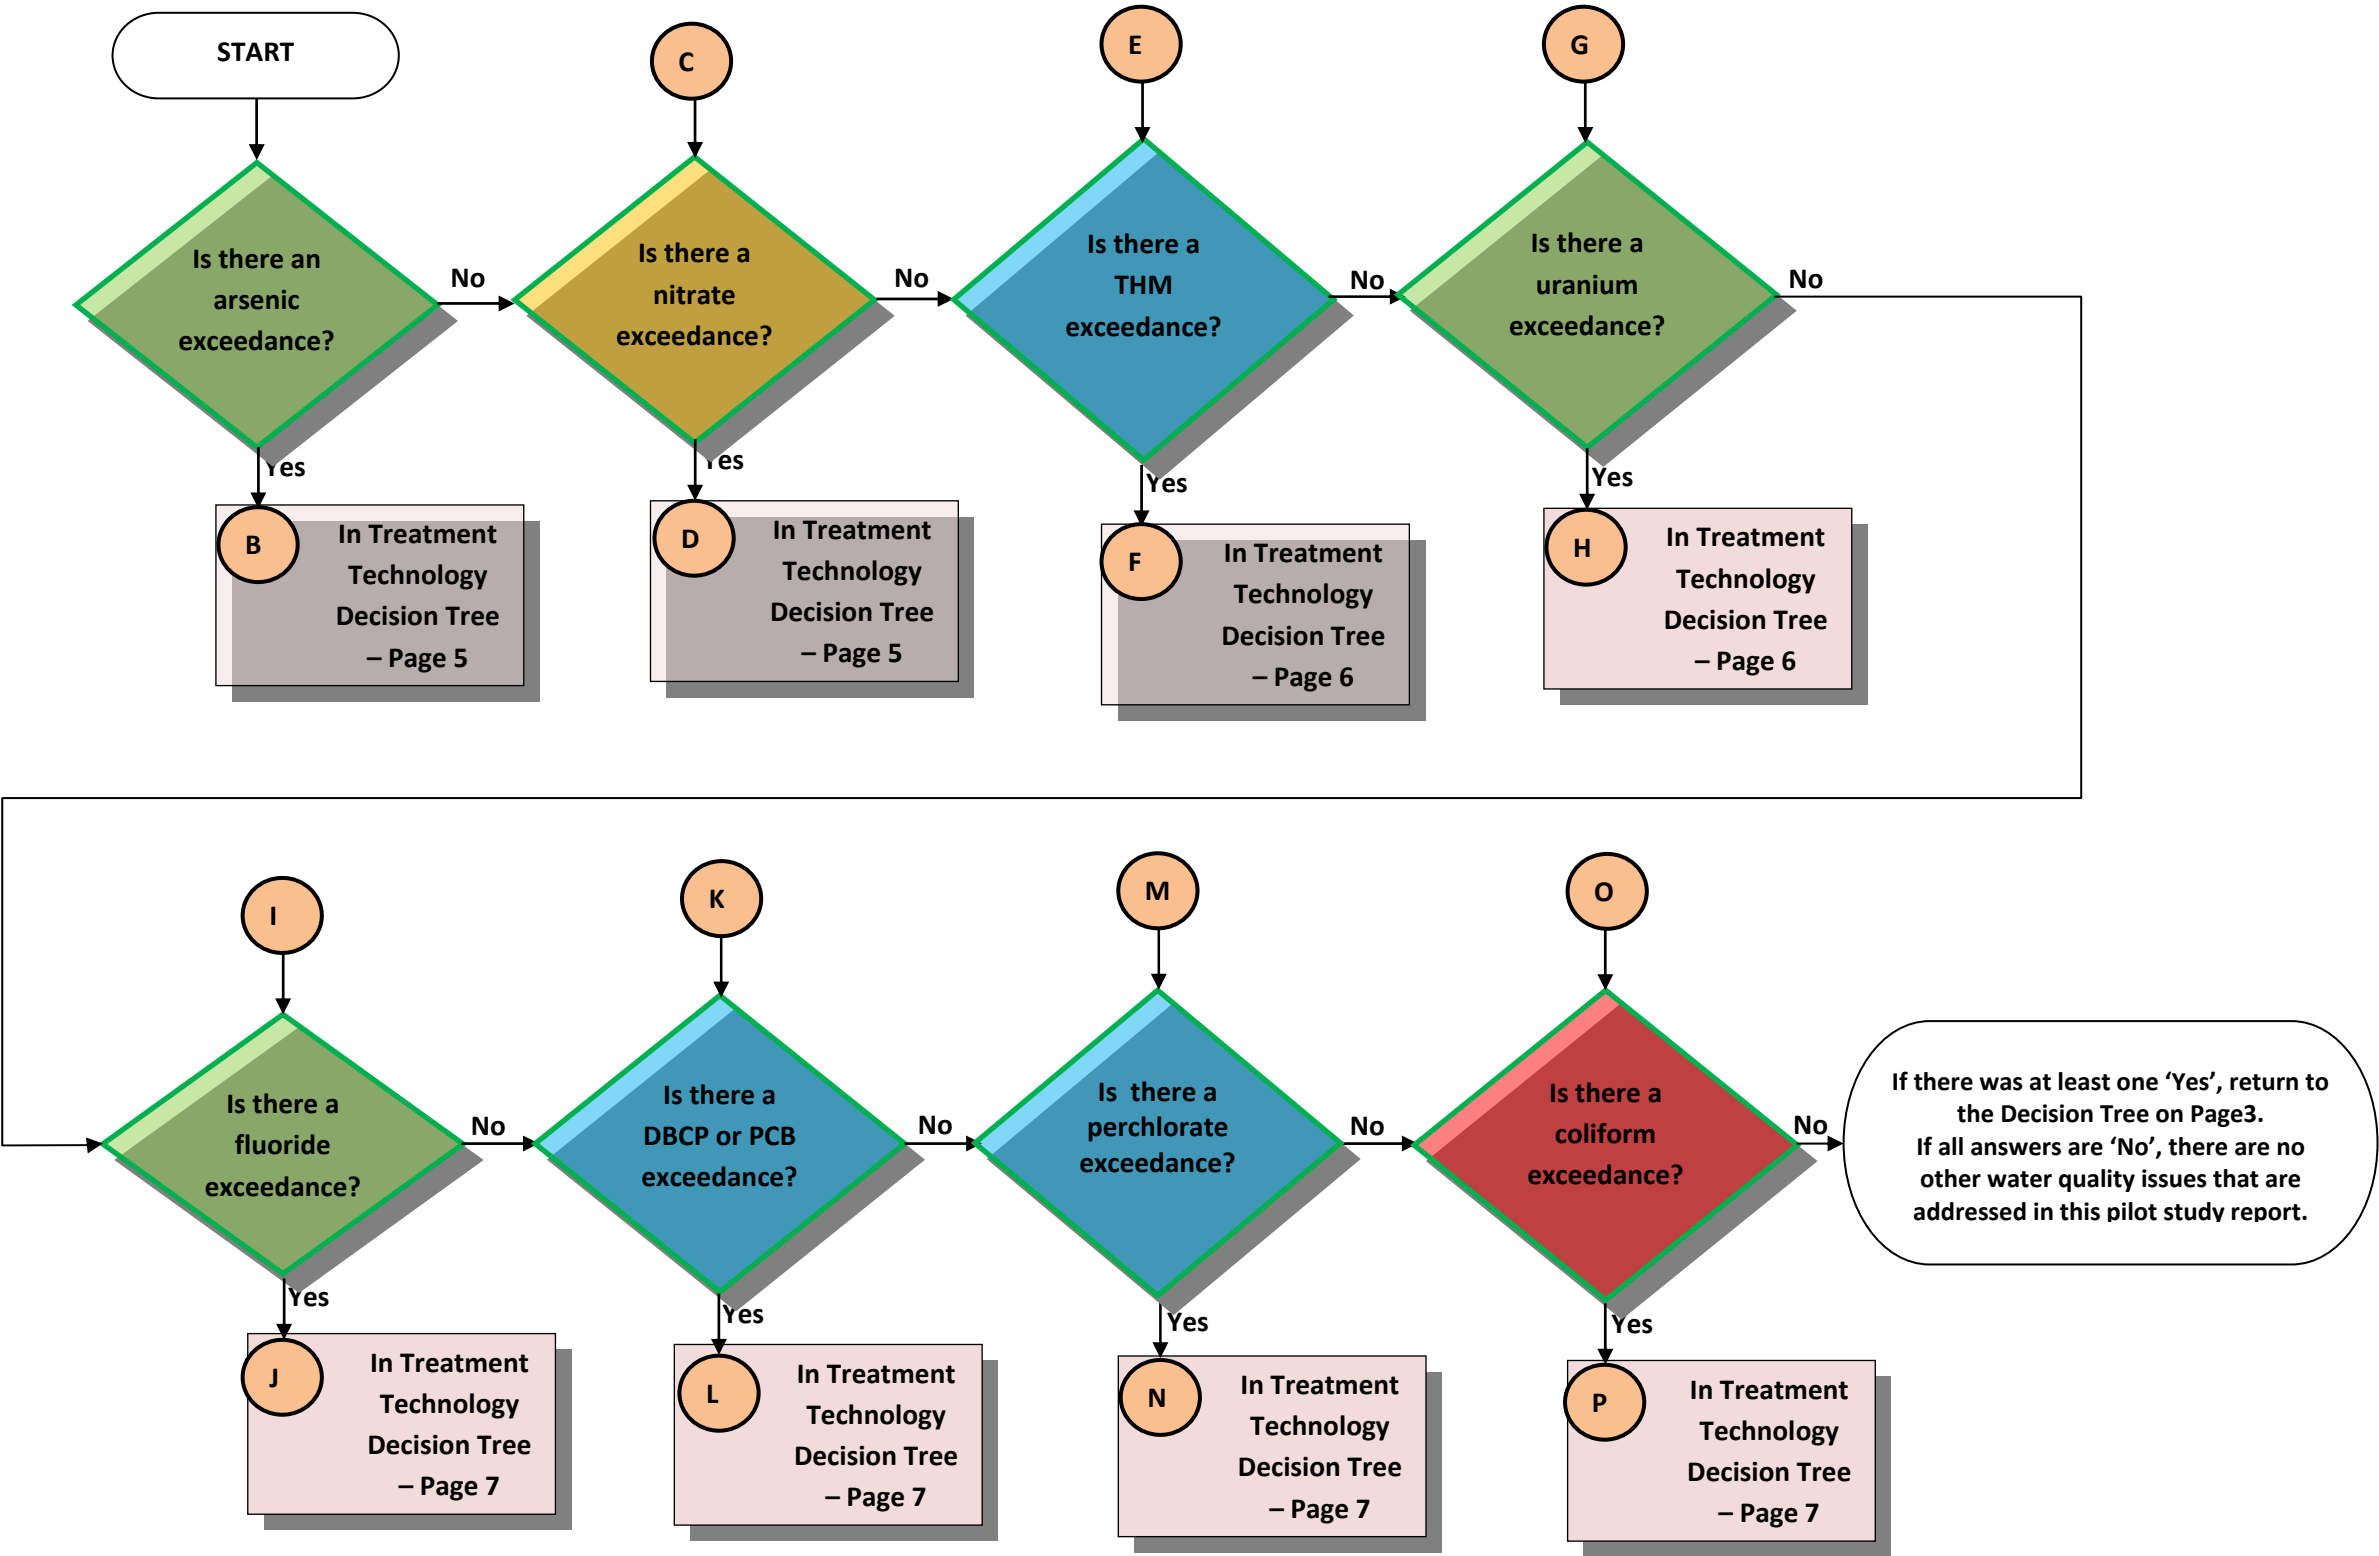 START
C
E
G
Is there an
arsenic
exceedance?
No
Is there a
nitrate
exceedance?
No
Is there a
THM
exceedance?
No
Is there a
uranium
exceedance?
No
Yes
Yes
Yes
Yes
B
In Treatment
Technology
Decision Tree
– Page 5
D
In Treatment
Technology
Decision Tree
– Page 5
F
In Treatment
Technology
Decision Tree
– Page 6
H
In Treatment
Technology
Decision Tree
– Page 6
I
K
M
O
Is there a
fluoride
exceedance?
No
Is there a
DBCP or PCB
exceedance?
No
Is  there a
perchlorate
exceedance?
No
Is there a
coliform
exceedance?
No
If there was at least one ‘Yes’, return to
the Decision Tree on Page3.
If all answers are ‘No’, there are no
other water quality issues that are
addressed in this pilot study report.
Yes
Yes
Yes
Yes
J
In Treatment
Technology
Decision Tree
– Page 7
L
In Treatment
Technology
Decision Tree
– Page 7
N
In Treatment
Technology
Decision Tree
– Page 7
P
In Treatment
Technology
Decision Tree
– Page 7